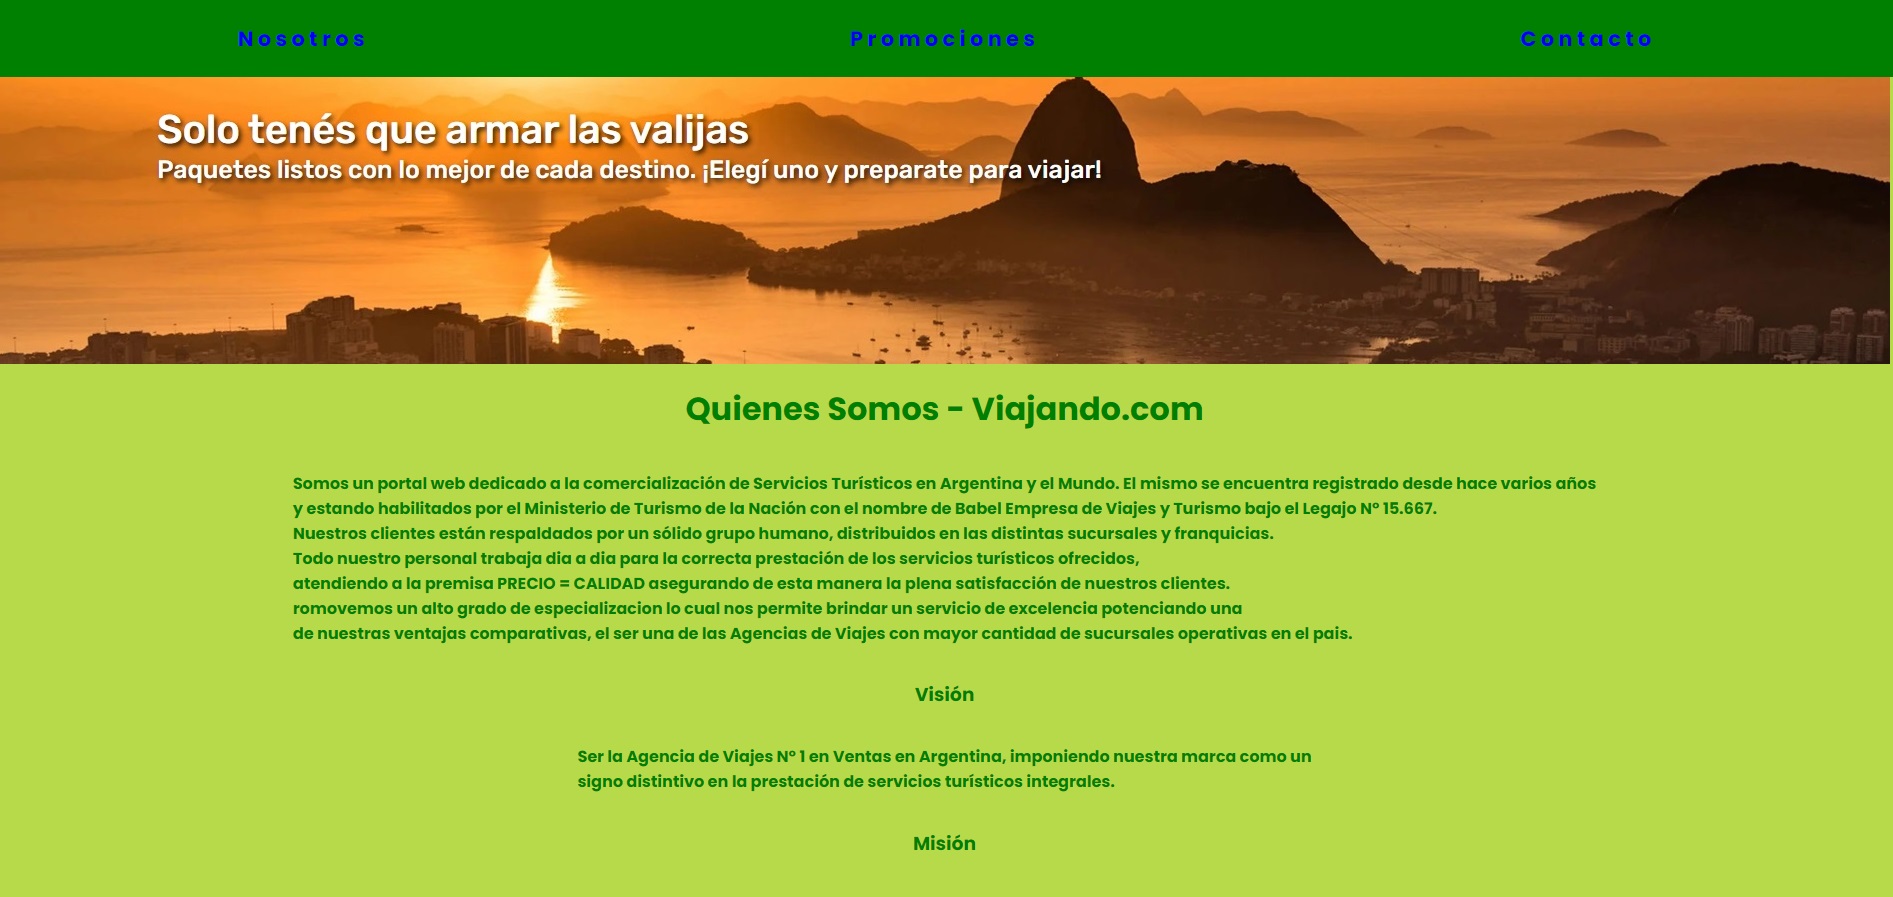 Nosotros
Promociones
Contacto
Solo tenés que armar las valijas
Paquetes listos con lo mejor de cada destino. ¡Elegí uno y preparate para viajar!
Quienes Somos - Viajando.com
Somos un portal web dedicado a la comercialización de Servicios Turísticos en Argentina y el Mundo. El mismo se encuentra registrado desde hace varios años
y estando habilitados por el Ministerio de Turismo de la Nación con el nombre de Babel Empresa de Viajes y Turismo bajo el Legajo Nº 15.667.
Nuestros clientes están respaldados por un sólido grupo humano, distribuidos en las distintas sucursales y franquicias.
Todo nuestro personal trabaja dia a dia para la correcta prestación de los servicios turísticos ofrecidos,
atendiendo a la premisa PRECIO = CALIDAD asegurando de esta manera la plena satisfacción de nuestros clientes.
romovemos un alto grado de especializacion lo cual nos permite brindar un servicio de excelencia potenciando una
de nuestras ventajas comparativas, el ser una de las Agencias de Viajes con mayor cantidad de sucursales operativas en el pais.
Visión
Ser la Agencia de Viajes Nº 1 en Ventas en Argentina, imponiendo nuestra marca como un
signo distintivo en la prestación de servicios turísticos integrales.
Misión